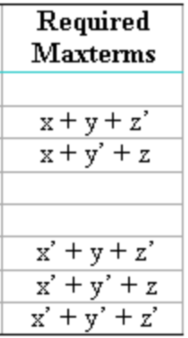 Required
Maxterms
x + y + z’
x + y’ + z
x’ + y + z’
x’ + y’ + z
x’ + y’ + z’